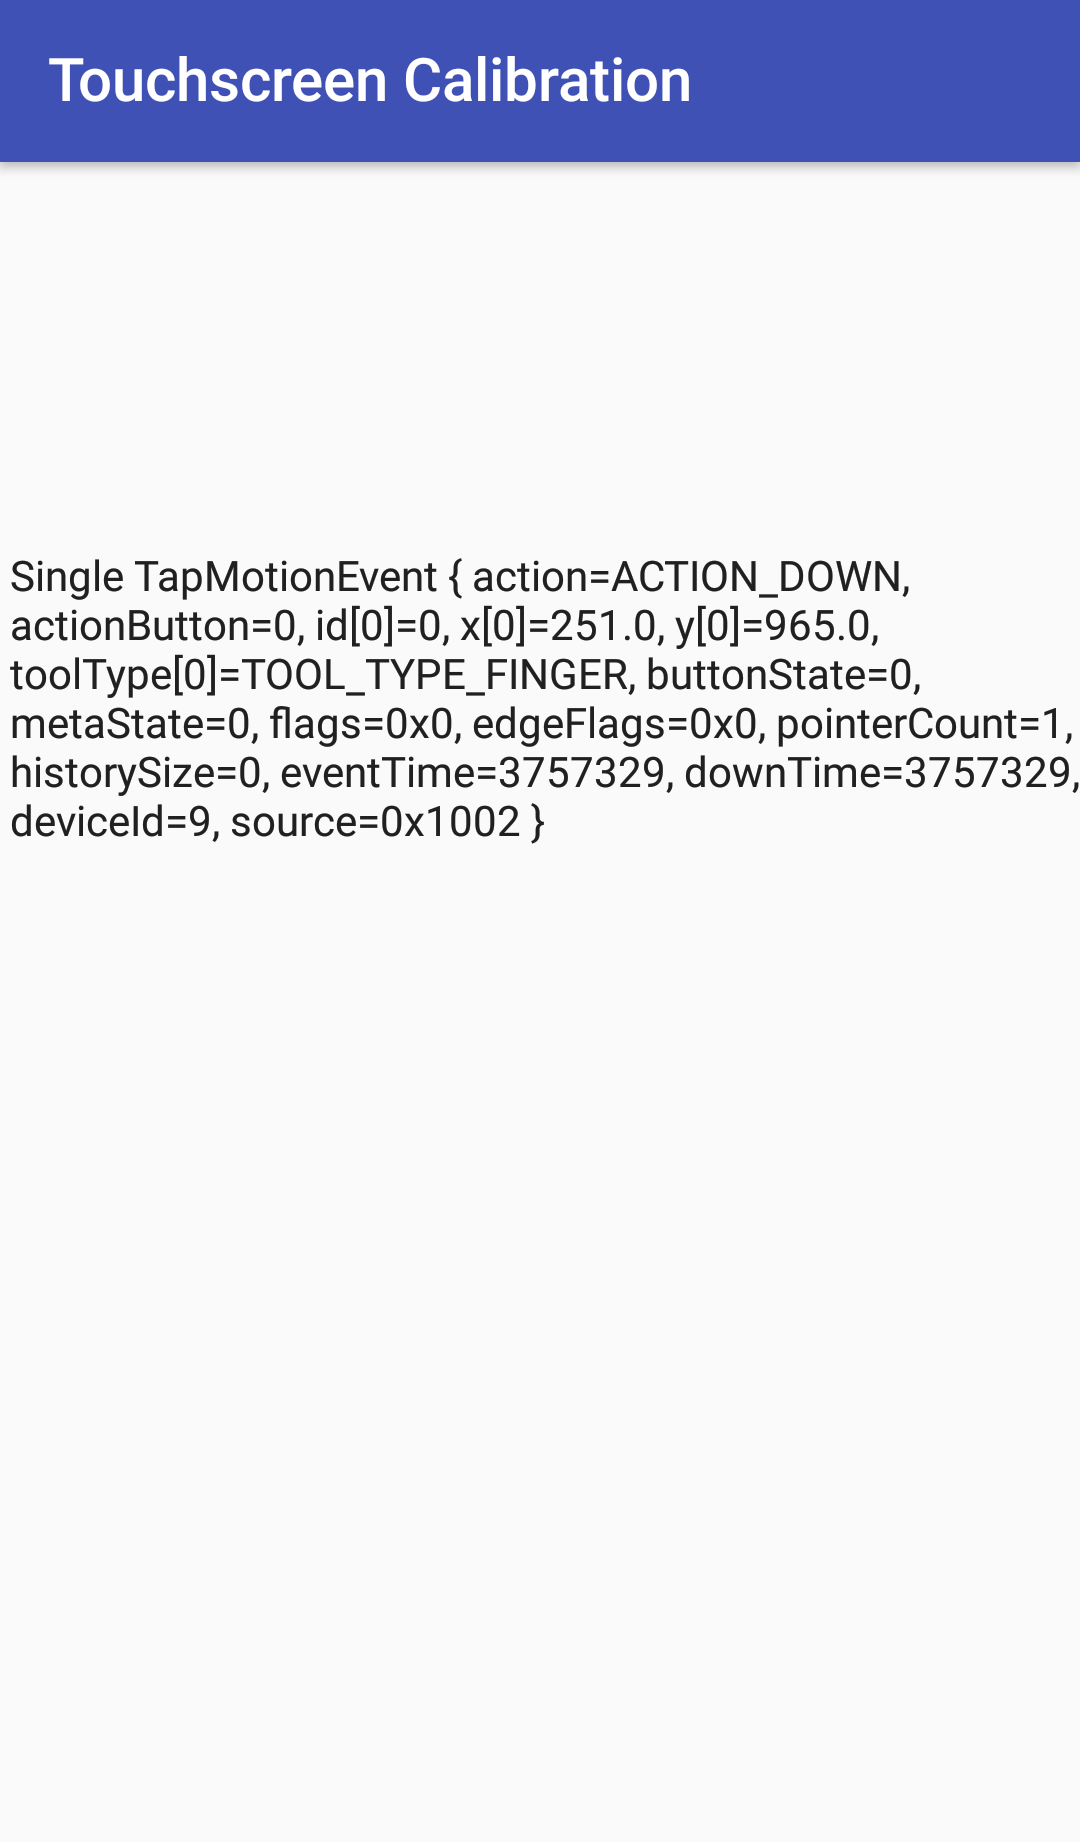 Touchscreen Calibration
Single TapMotionEvent { action=ACTION_DOWN,
actionButton=0, id[0]=0, x[0]=251.0, y[0]=965.0,
toolType[0]=TOOL_TYPE_FINGER, buttonState=0,
metaState=0, flags=0x0, edgeFlags=0x0, pointerCount=1,
historySize=0, eventTime=3757329, downTime=3757329,
deviceId=9, source=0x1002 }